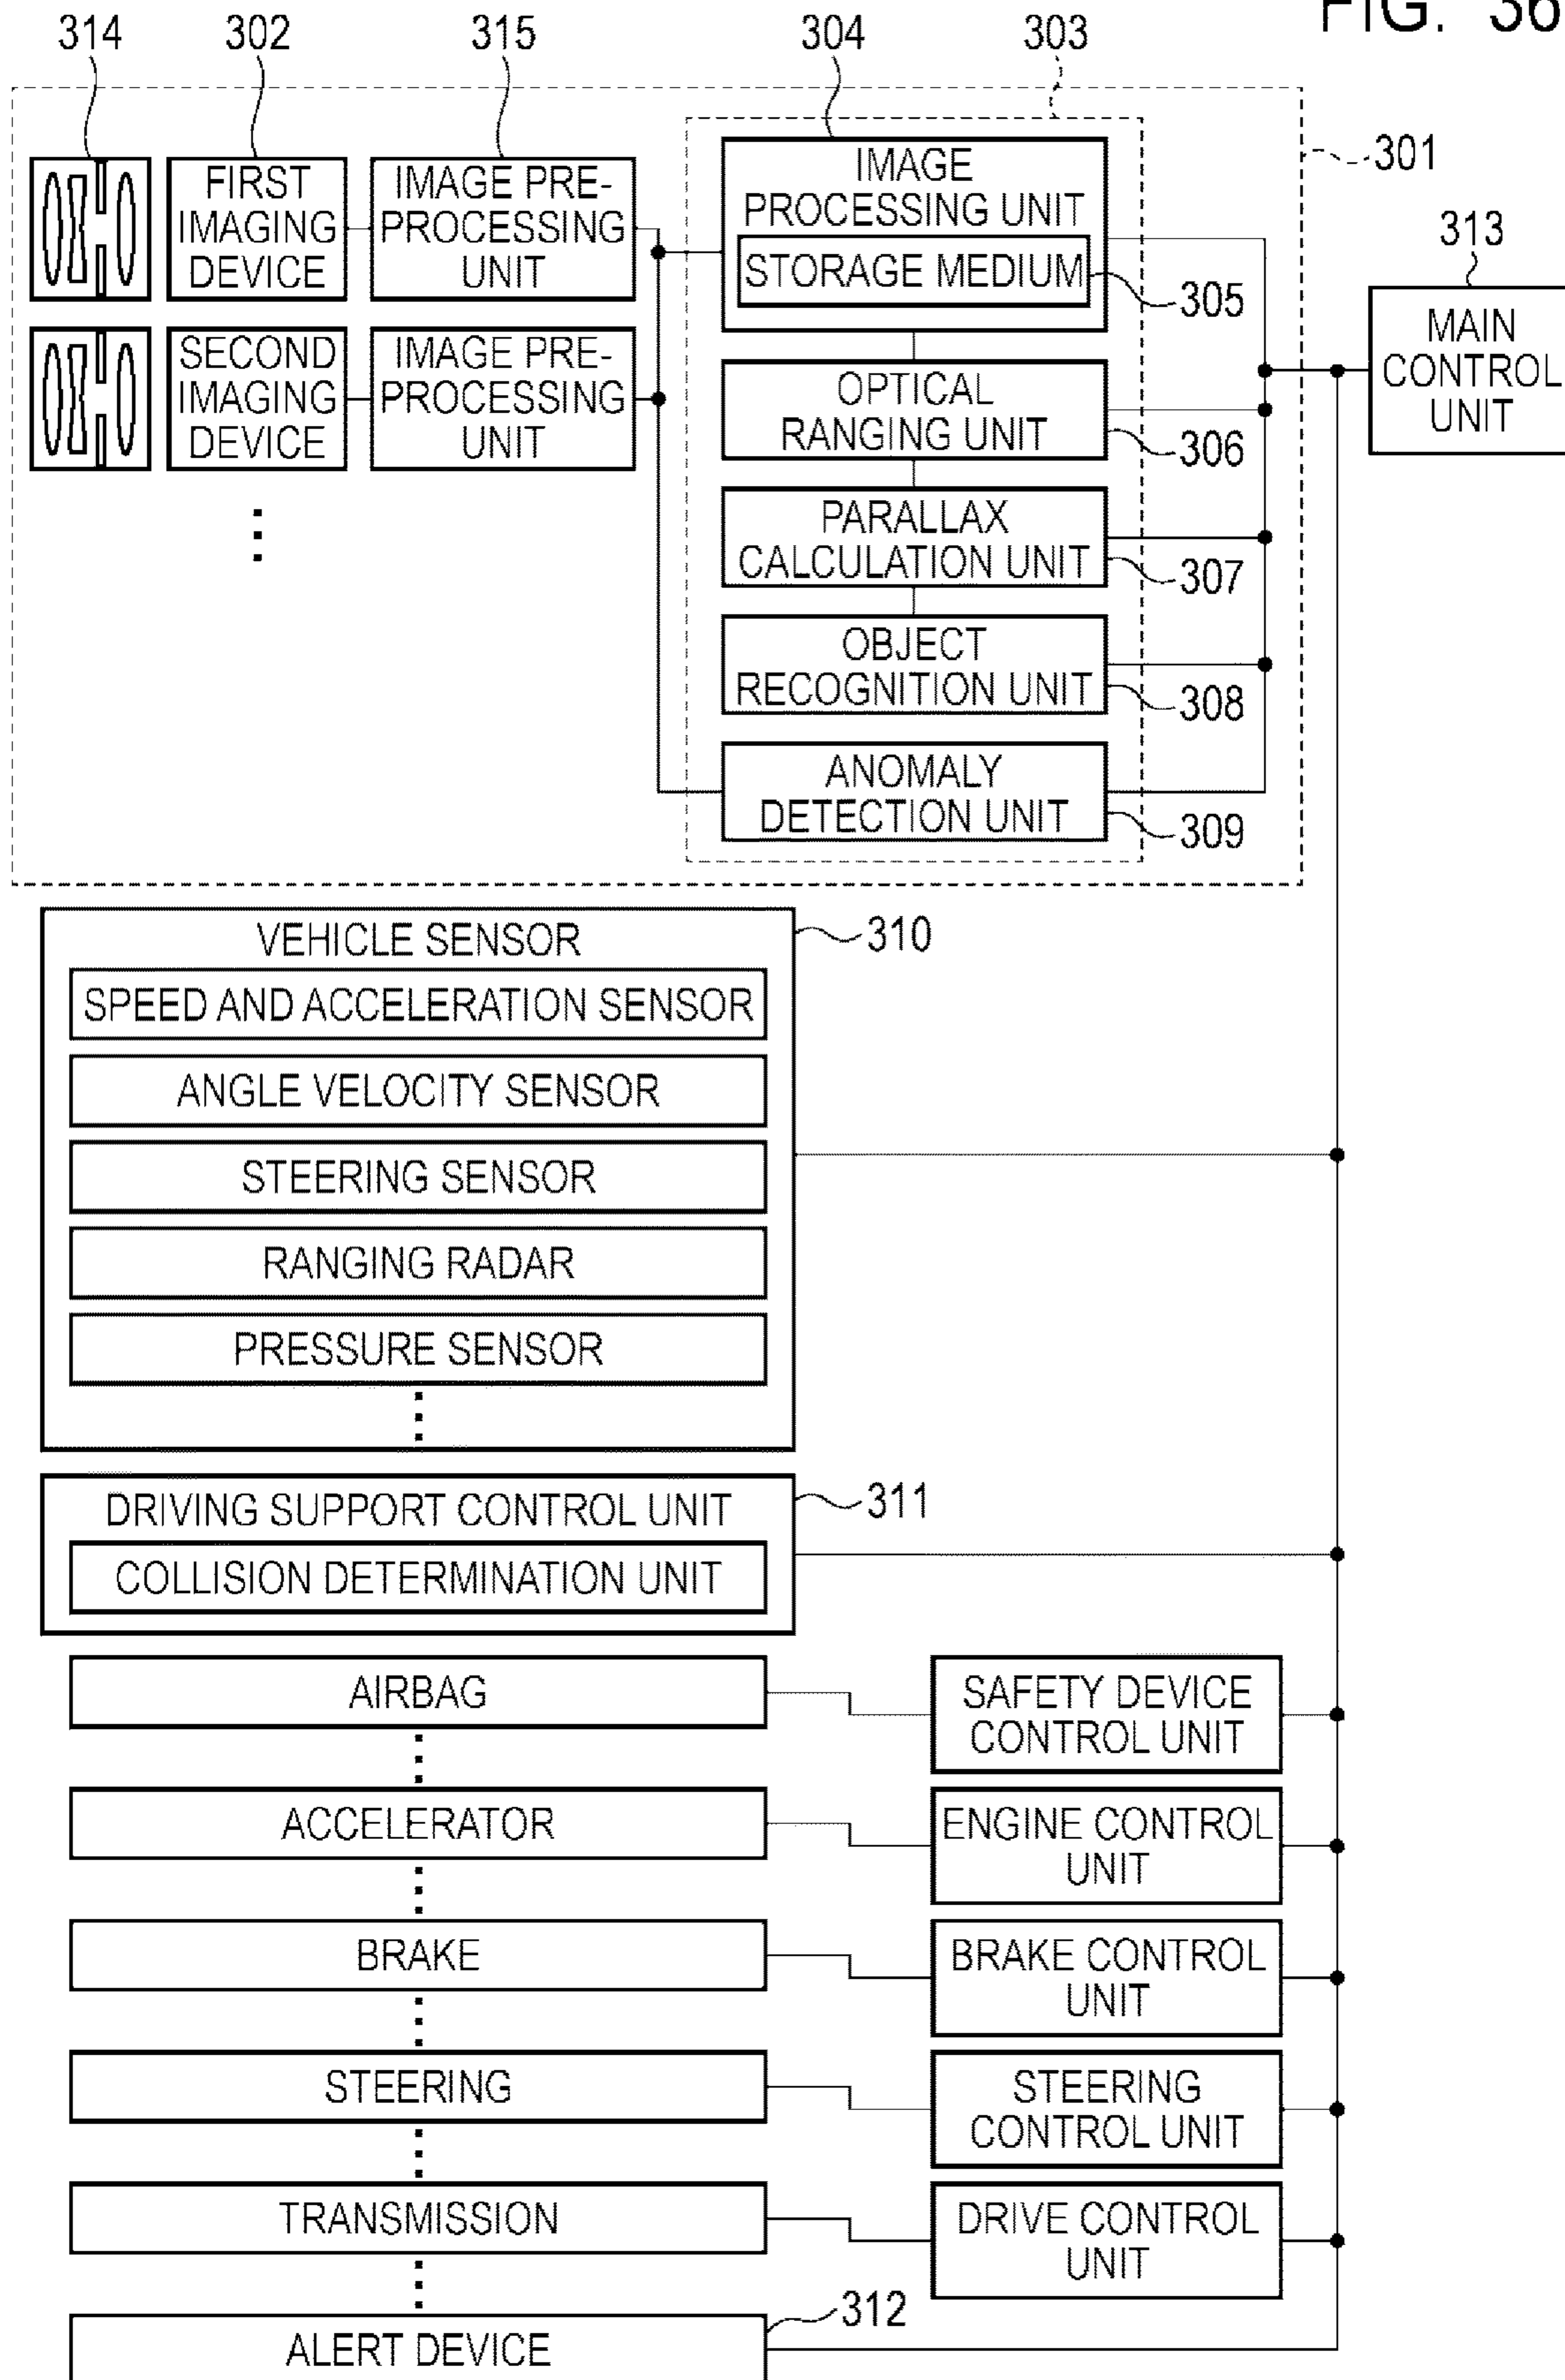 FIG. 36
314
302
315
304
303
301
FIRST
IMAGING
DEVICE
IMAGE PRE-
PROCESSING
UNIT
IMAGE
PROCESSING UNIT
STORAGE MEDIUM
305
313
MAIN
CONTROL
UNIT
SECOND
IMAGING
DEVICE
IMAGE PRE-
PROCESSING
UNIT
OPTICAL
RANGING UNIT
306
PARALLAX
CALCULATION UNIT
307
OBJECT
RECOGNITION UNIT
308
ANOMALY
DETECTION UNIT
309
VEHICLE SENSOR
310
SPEED AND ACCELERATION SENSOR
ANGLE VELOCITY SENSOR
STEERING SENSOR
RANGING RADAR
PRESSURE SENSOR
DRIVING SUPPORT CONTROL UNIT
311
COLLISION DETERMINATION UNIT
AIRBAG
SAFETY DEVICE
CONTROL UNIT
ACCELERATOR
ENGINE CONTROL
UNIT
BRAKE
BRAKE CONTROL
UNIT
STEERING
STEERING
CONTROL UNIT
TRANSMISSION
DRIVE CONTROL
UNIT
312
ALERT DEVICE